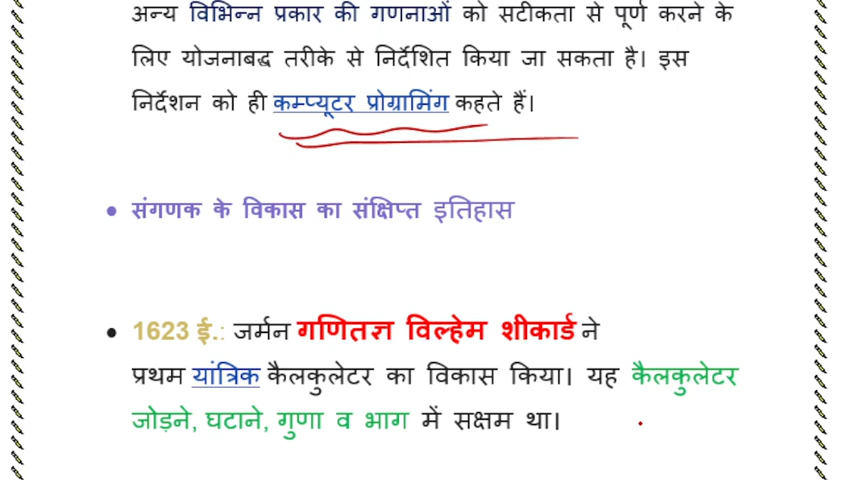 अन्य विभिन्न प्रकार की गणनाओं को सटीकता से पूर्ण करने के
लिए योजनाबद्ध तरीके से निर्देशित किया जा सकता है। इस
निर्देशन को ही कम्प्यूटर प्रोग्रामिंग कहते हैं।
• संगणक के विकास का संक्षिप्त इतिहास
• 1623 ई.: जर्मन गणितज्ञ विल्हेम शीकार्ड ने
प्रथम यांत्रिक कैलकुलेटर का विकास किया। यह कैलकुलेटर
जोड़ने, घटाने, गुणा व भाग में सक्षम था।